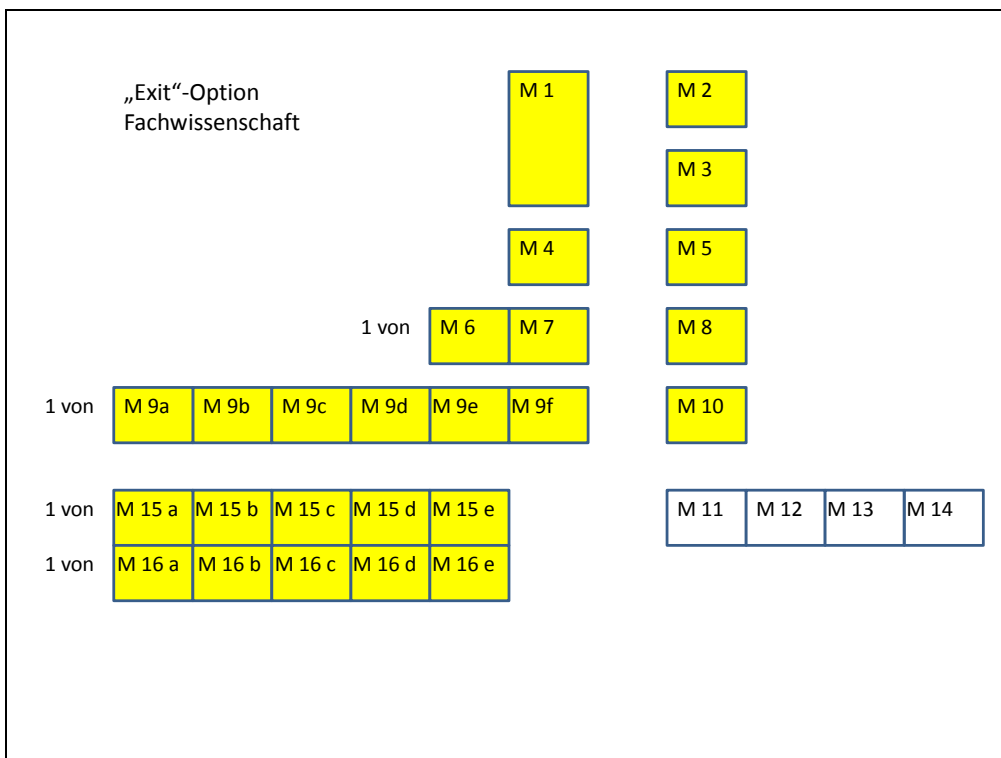 „Exit“-Option
Fachwissenschaft
M 1
M 2
M 3
M 4
M 5
1 von M 6 M 7
M 8
1 von M 9a M 9b M 9c M 9d M 9e M 9f
M 10
1 von M 15 a M 15 b M 15 c M 15 d M 15 e
M 11 M 12 M 13 M 14
1 von M 16 a M 16 b M 16 c M 16 d M 16 e